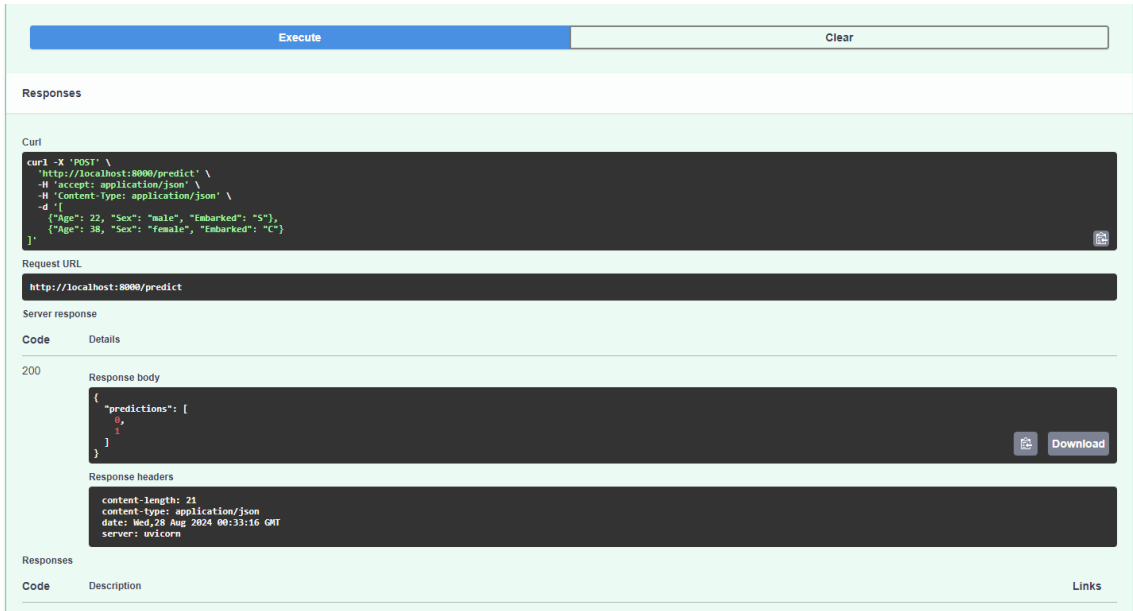 Execute Clear
Responses
Curl
curl -X 'POST' \
'http://localhost:8000/predict' \
-H 'accept: application/json' \
-H 'Content-Type: application/json' \
-d '[
{"Age": 22, "Sex": "male", "Embarked": "S"},
{"Age": 38, "Sex": "female", "Embarked": "C"}
]'
Request URL
http://localhost:8000/predict
Server response
Code Details
200
Response body
{
"predictions": [
0,
1
]
}
Download
Response headers
content-length: 21
content-type: application/json
date: Wed,28 Aug 2024 00:33:16 GMT
server: uvicorn
Responses
Code Description Links